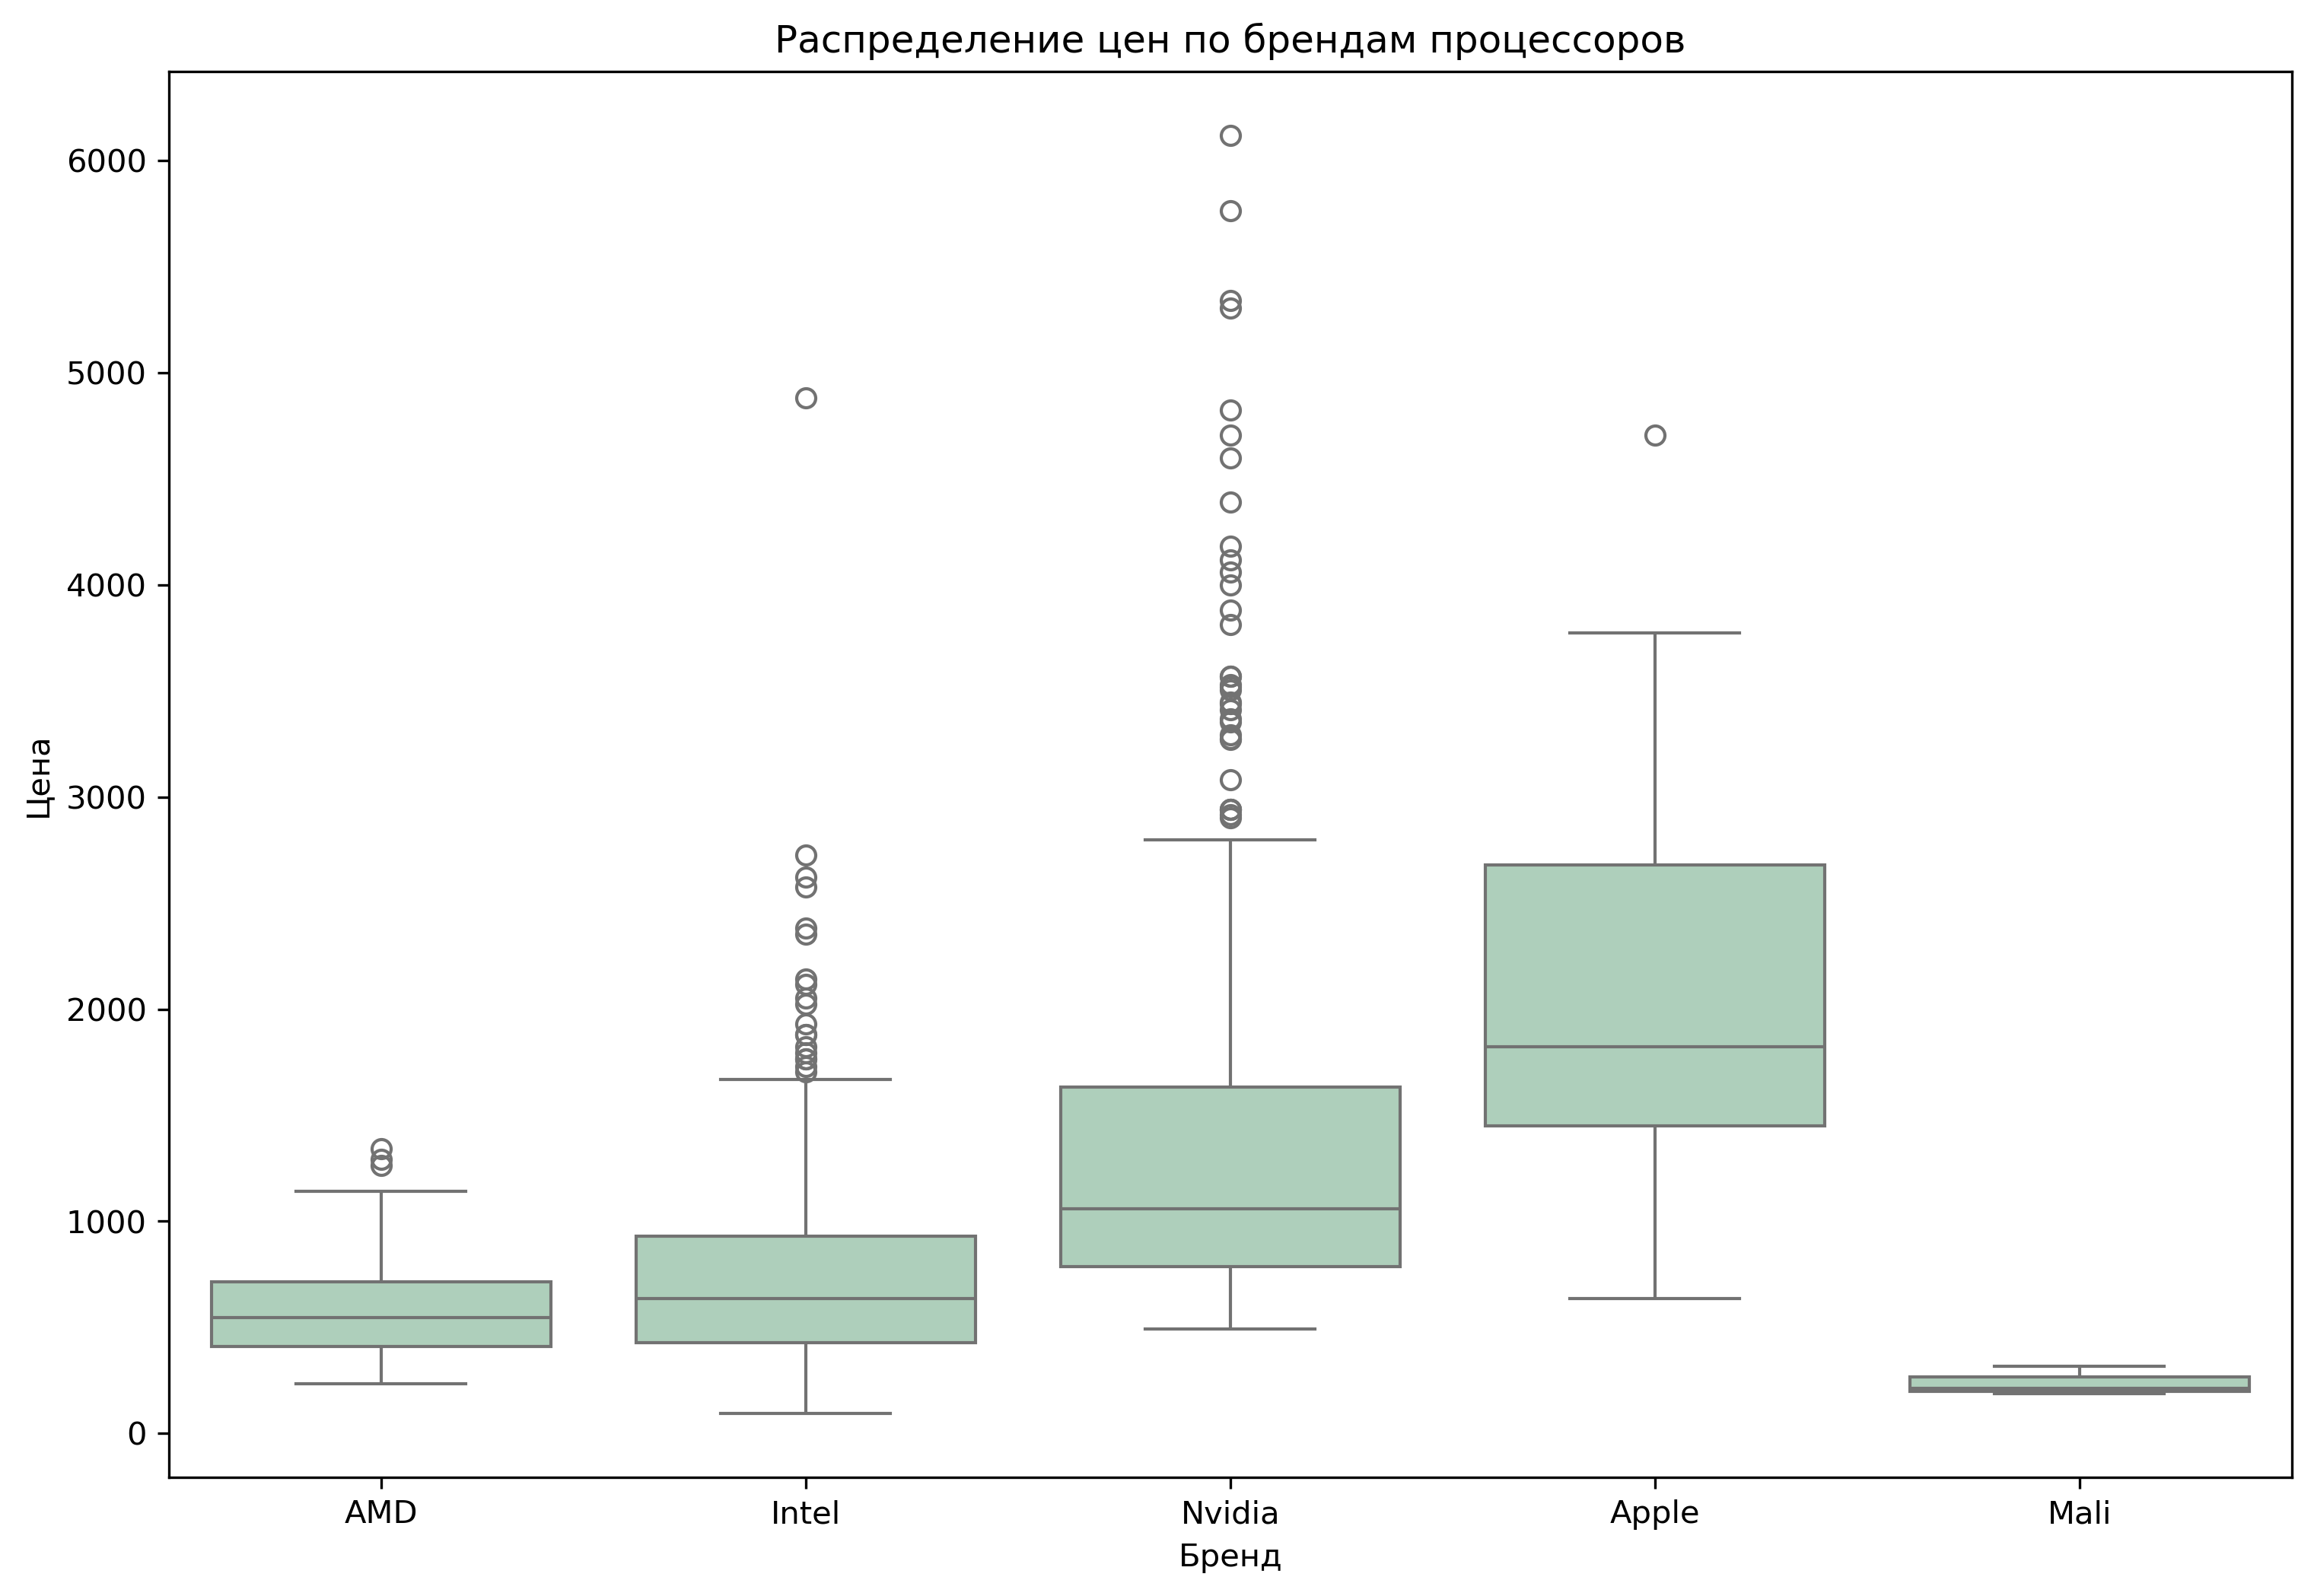 Распределение цен по брендам процессоров
Цена
6000
5000
4000
3000
2000
1000
0
AMD Intel Nvidia Apple Mali
Бренд